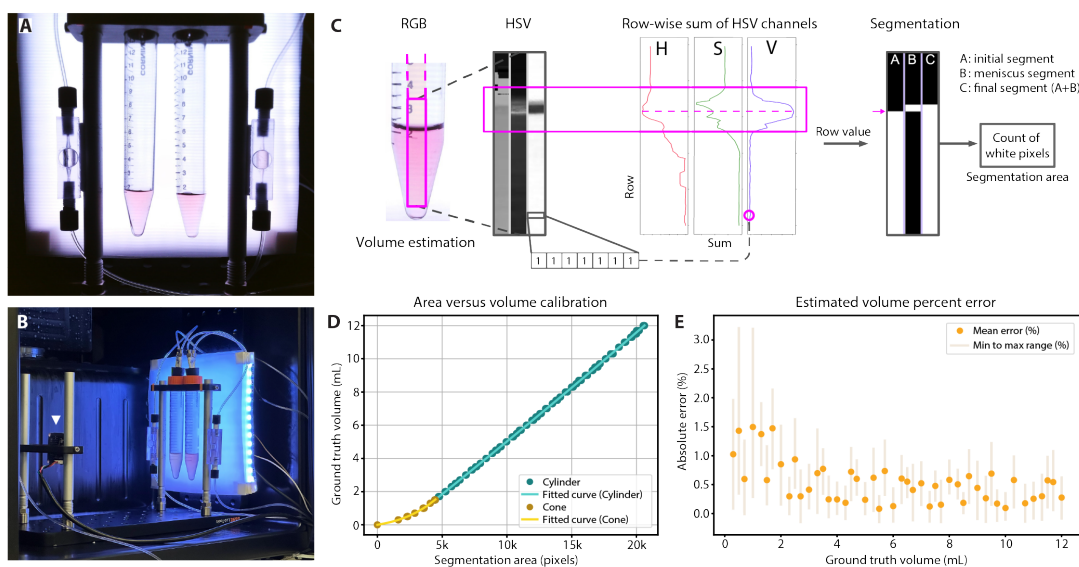 A
B
C
RGB
HSV
Row-wise sum of HSV channels
Segmentation
H
S
V
A B C
A: initial segment
B: meniscus segment
C: final segment (A+B)
Row value
Count of
white pixels
Segmentation area
Row
Sum
Volume estimation
1 1 1 1 1 1 1
D
Area versus volume calibration
Ground truth volume (mL)
12
10
8
6
4
2
0
Cylinder
Fitted curve (Cylinder)
Cone
Fitted curve (Cone)
0
5k
10k
15k
20k
Segmentation area (pixels)
E
Estimated volume percent error
Absolute error (%)
3.0
2.5
2.0
1.5
1.0
0.5
0.0
Mean error (%)
Min to max range (%)
0
2
4
6
8
10
12
Ground truth volume (mL)